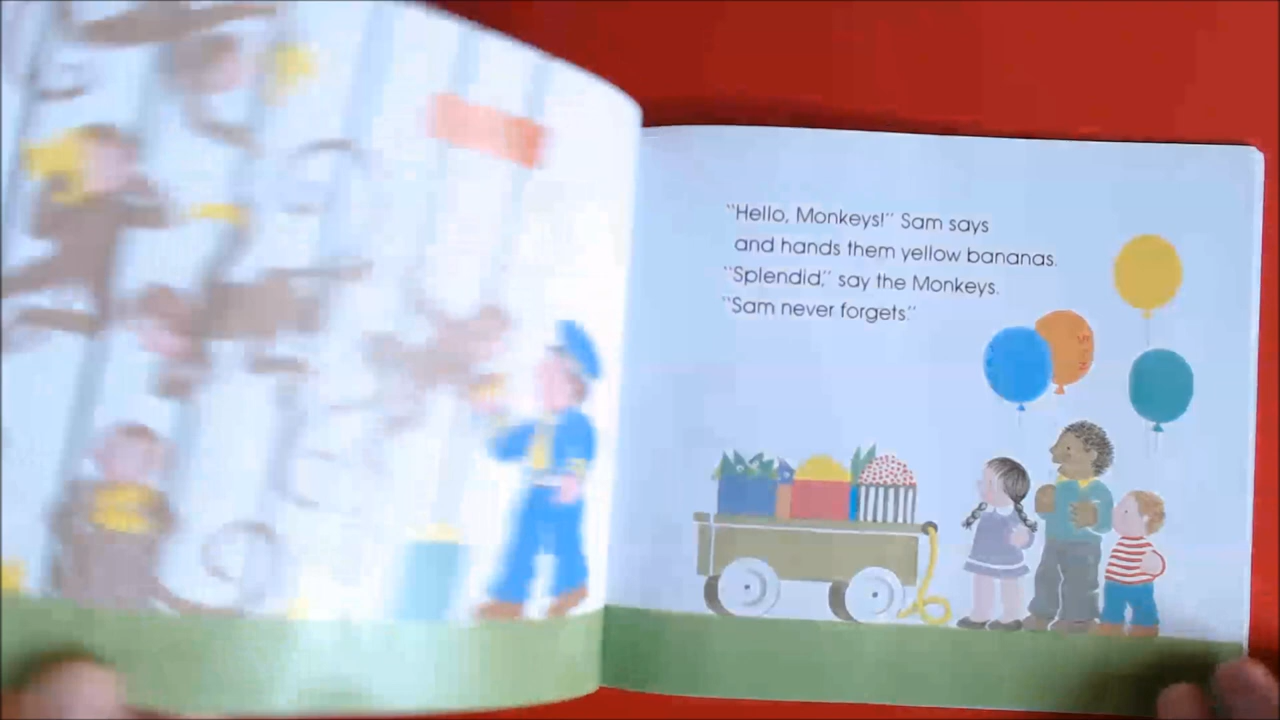 “Hello, Monkeys!” Sam says
and hands them yellow bananas.
“Splendid,” say the Monkeys.
“Sam never forgets.”